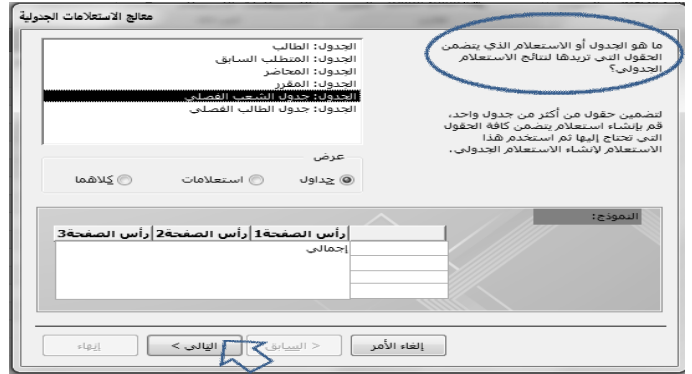 معالج الاستعلامات الجدولية
ما هو الجدول أو الاستعلام الذي يتضمن
الحقول التي تريدها لنتائج الاستعلام
الجدولي؟
لتضمين حقول من أكثر من جدول واحد،
قم بإنشاء استعلام يتضمن كافة الحقول
التي تحتاج إليها ثم استخدم هذا
الاستعلام لإنشاء الاستعلام الجدولي.
الجدول: الطالب
الجدول: المتطلب السابق
الجدول: المحاضر
الجدول: المقرر
الجدول: جدول الشعب الفصلي
الجدول: جدول الطالب الفصلي
عرض
جداول
استعلامات
كلاهما
النموذج:
رأس الصفحة1 رأس الصفحة2 رأس الصفحة3
إجمالي
إلغاء الأمر
< السابق
التالي >
إنهاء